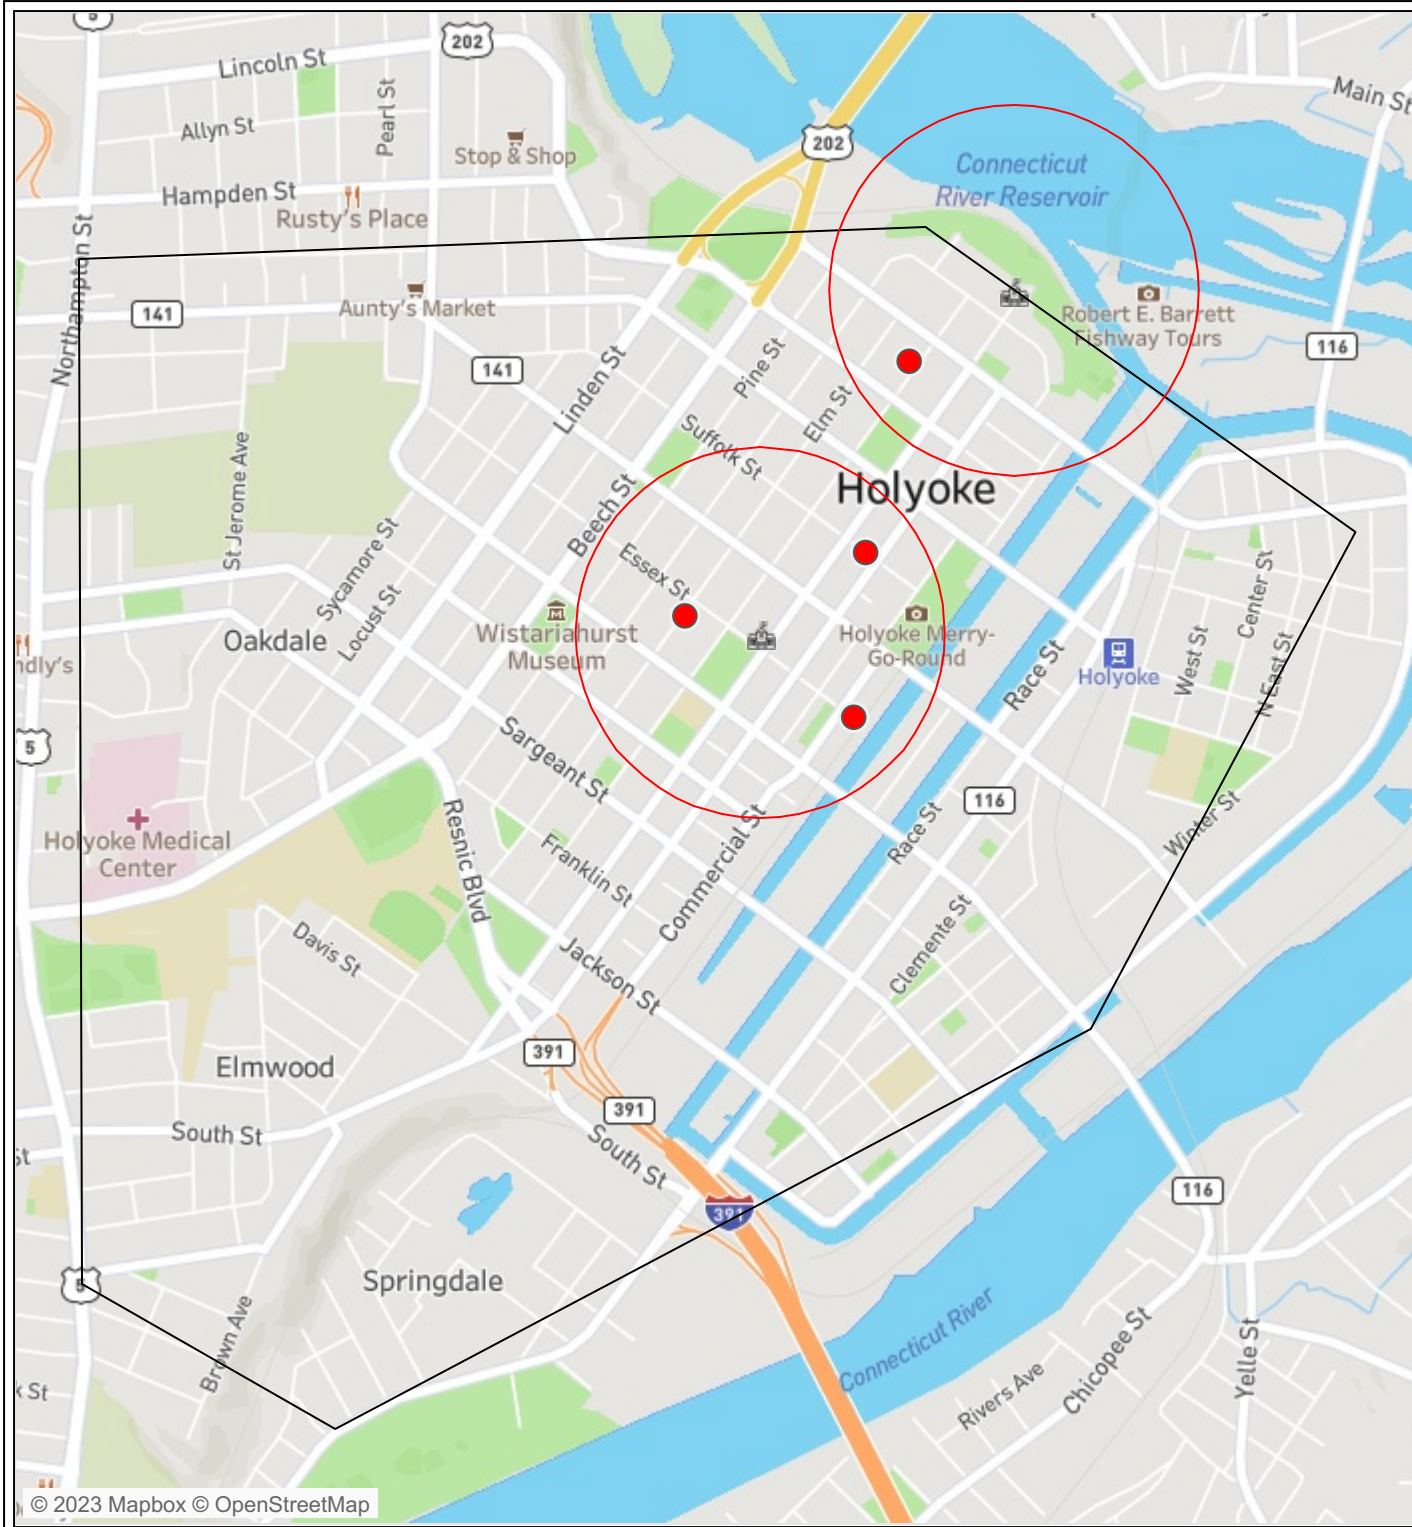 202
Lincoln St
Pearl St
Allyn St
Stop & Shop
Hampden St
Rusty's Place
202
Connecticut
River Reservoir
Main St
Northampton St
141
Aunty's Market
Robert E. Barrett
Fishway Tours
116
141
Linden St
Pine St
Elm St
Suffolk St
Holyoke
Beech St
St Jerome Ave
Sycamore St
Essex St
Locust St
Oakdale
Wistariahurst
Museum
Holyoke Merry-
Go-Round
Race St
Holyoke
West St
Center St
N East St
ndly's
5
Sargeant St
116
Winter St
Holyoke Medical
Center
Resnic Blvd
Franklin St
Commercial St
Race St
Davis St
Jackson St
Clemente St
391
Elmwood
391
South St
South St
St
116
391
5
Springdale
Brown Ave
Connecticut River
Chicopee St
Yelle St
Rivers Ave
k St
© 2023 Mapbox © OpenStreetMap